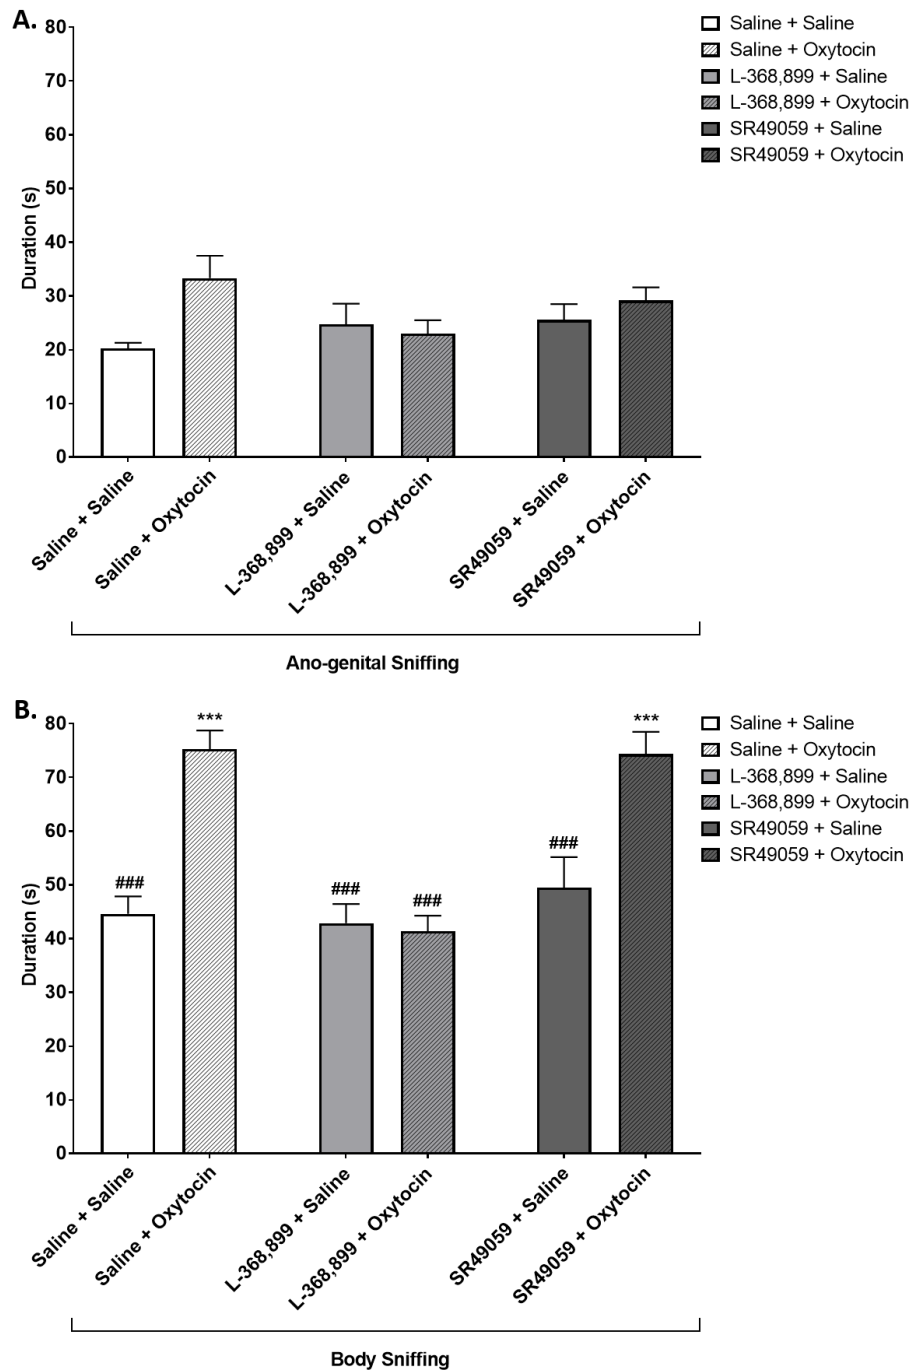 A.
80
70
60
50
40
30
20
10
0
Duration (s)
Saline + Saline
Saline + Oxytocin
L-368,899 + Saline
L-368,899 + Oxytocin
SR49059 + Saline
SR49059 + Oxytocin
Saline + Saline
Saline + Oxytocin
L-368,899 + Saline
L-368,899 + Oxytocin
SR49059 + Saline
SR49059 + Oxytocin
Ano-genital Sniffing
B.
80
70
60
50
40
30
20
10
0
Duration (s)
###
***
###
###
###
***
Saline + Saline
Saline + Oxytocin
L-368,899 + Saline
L-368,899 + Oxytocin
SR49059 + Saline
SR49059 + Oxytocin
Saline + Saline
Saline + Oxytocin
L-368,899 + Saline
L-368,899 + Oxytocin
SR49059 + Saline
SR49059 + Oxytocin
Body Sniffing